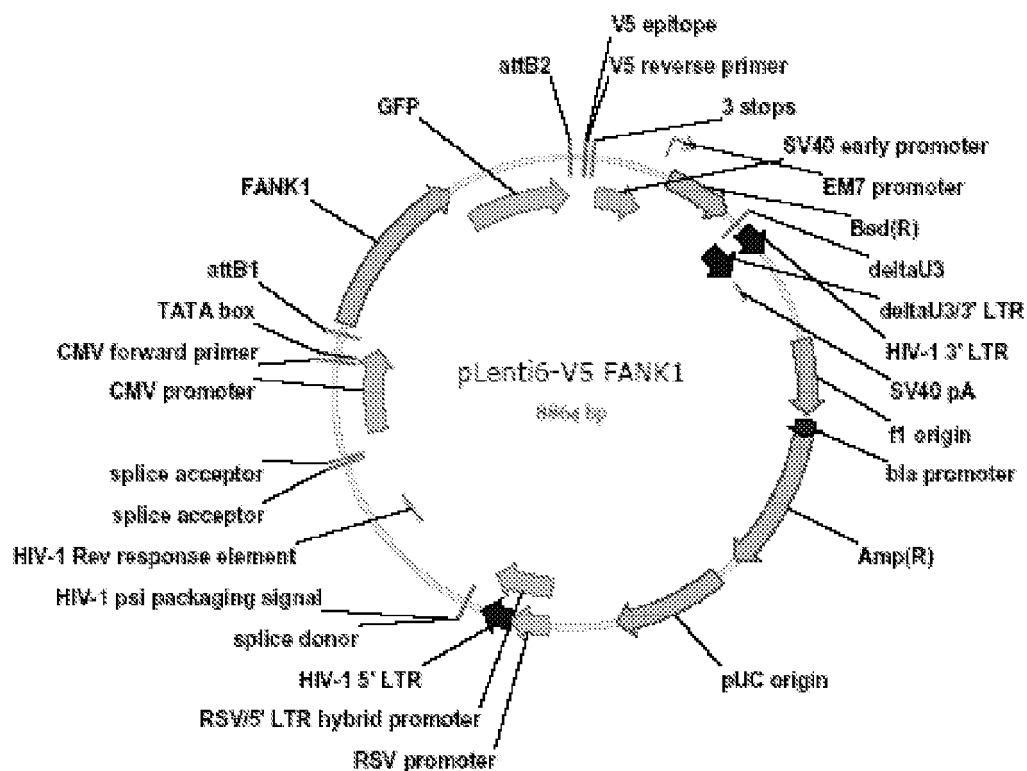 V5 epitope
attB2
V5 reverse primer
GFP
3 stops
SV40 early promoter
FANK1
EM7 promoter
Bsd(R)
attB1
deltaU3
TATA box
deltaU3/3' LTR
CMV forward primer
HIV-1 3' LTR
CMV promoter
pLenti6-V5 FANK1
SV40 pA
bp
f1 origin
bla promoter
splice acceptor
splice acceptor
HIV-1 Rev response element
Amp(R)
HIV-1 psi packaging signal
splice donor
HIV-1 5' LTR
pUC origin
RSV/5' LTR hybrid promoter
RSV promoter